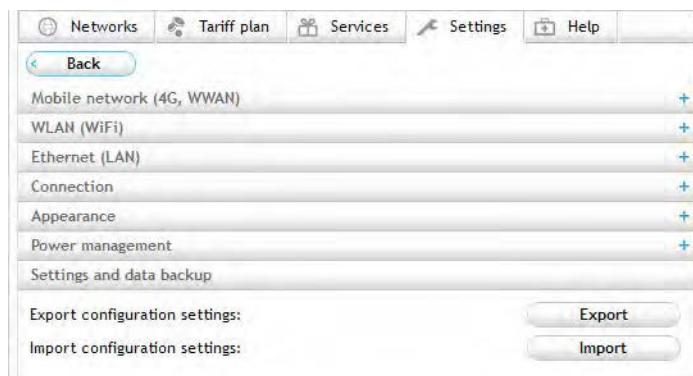 Networks Tariff plan Services Settings Help
< Back
Mobile network (4G, WWAN) +
WLAN (WiFi) +
Ethernet (LAN) +
Connection +
Appearance +
Power management +
Settings and data backup
Export configuration settings: Export
Import configuration settings: Import